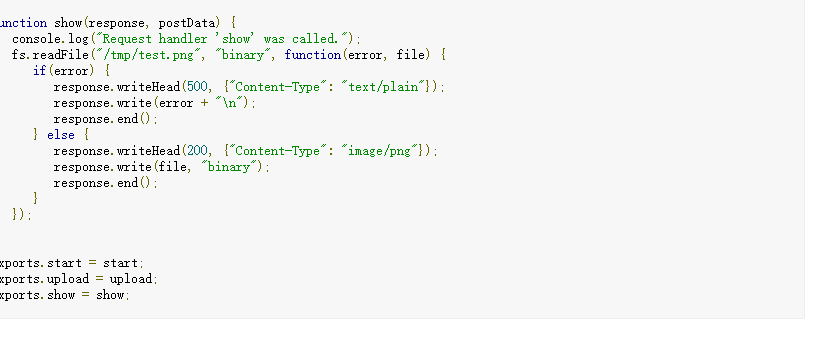 unction show(response, postData) {
console.log("Request handler 'show' was called.");
fs.readFile("/tmp/test.png", "binary", function(error, file) {
if(error) {
response.writeHead(500, {"Content-Type": "text/plain"});
response.write(error + "\n");
response.end();
} else {
response.writeHead(200, {"Content-Type": "image/png"});
response.write(file, "binary");
response.end();
}
});
xports.start = start;
xports.upload = upload;
xports.show = show;